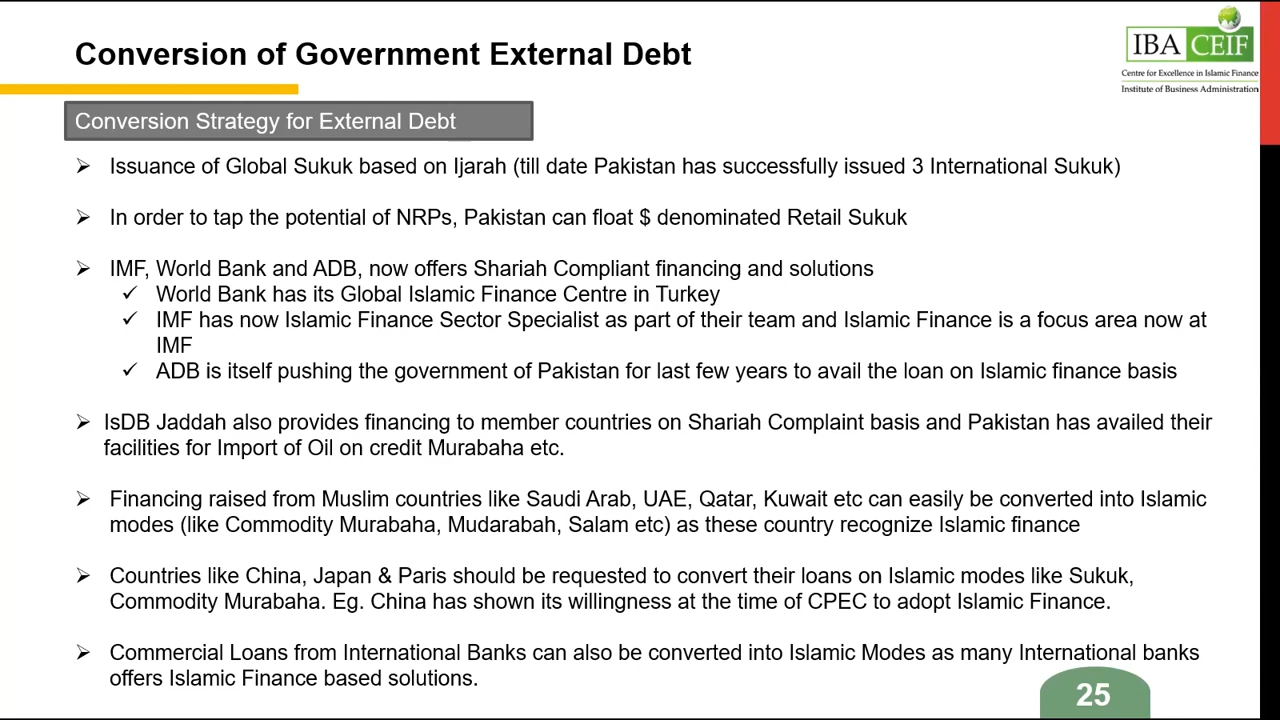 Conversion of Government External Debt
IBA CEIF
Centre for Excellence in Islamic Finance
Institute of Business Administration
Conversion Strategy for External Debt
➢ Issuance of Global Sukuk based on Ijarah (till date Pakistan has successfully issued 3 International Sukuk)
➢ In order to tap the potential of NRPs, Pakistan can float $ denominated Retail Sukuk
➢ IMF, World Bank and ADB, now offers Shariah Compliant financing and solutions
✓ World Bank has its Global Islamic Finance Centre in Turkey
✓ IMF has now Islamic Finance Sector Specialist as part of their team and Islamic Finance is a focus area now at
IMF
✓ ADB is itself pushing the government of Pakistan for last few years to avail the loan on Islamic finance basis
➢ IsDB Jaddah also provides financing to member countries on Shariah Complaint basis and Pakistan has availed their
facilities for Import of Oil on credit Murabaha etc.
➢ Financing raised from Muslim countries like Saudi Arab, UAE, Qatar, Kuwait etc can easily be converted into Islamic
modes (like Commodity Murabaha, Mudarabah, Salam etc) as these country recognize Islamic finance
➢ Countries like China, Japan & Paris should be requested to convert their loans on Islamic modes like Sukuk,
Commodity Murabaha. Eg. China has shown its willingness at the time of CPEC to adopt Islamic Finance.
➢ Commercial Loans from International Banks can also be converted into Islamic Modes as many International banks
offers Islamic Finance based solutions.
25